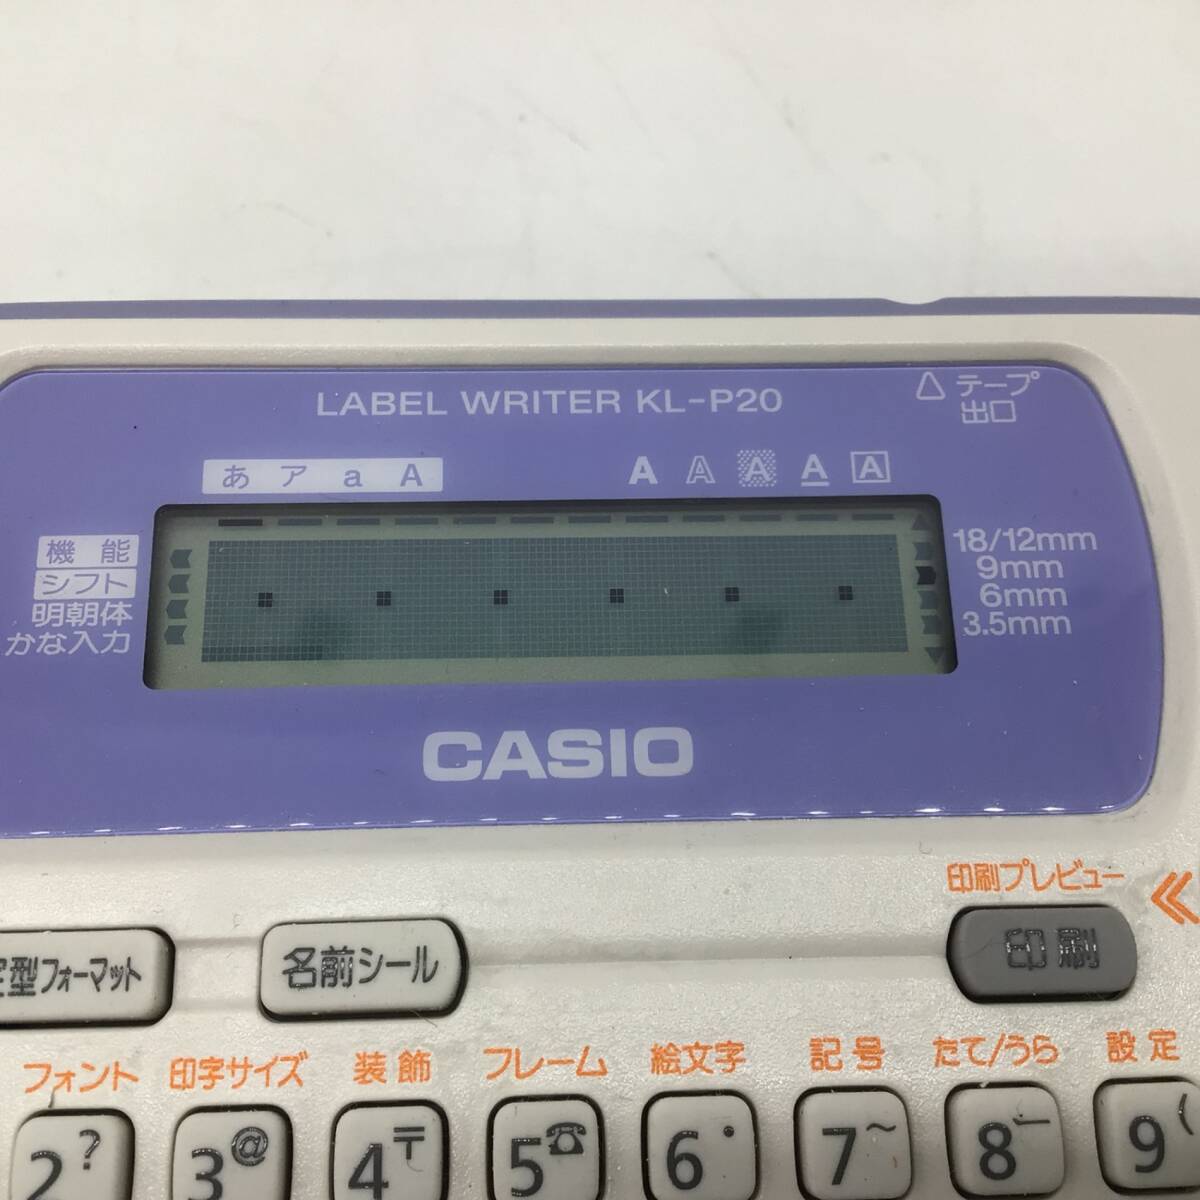 LABEL WRITER KL-P20
△ テープ
出口
あ ア a A
A A A A A
機能
シフト
明朝体
かな入力
18/12mm
9mm
6mm
3.5mm
CASIO
印刷プレビュー
定型フォーマット
名前シール
印刷
フォント 印字サイズ 装飾 フレーム 絵文字 記号 たて/うら 設定
2 ? 3 @ 4 〒 5 ☎ 6 ・ 7 ～ 8 ー 9 (